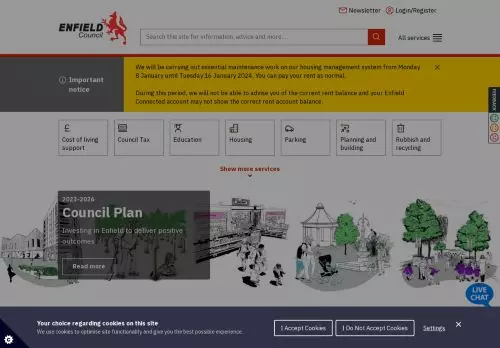 Newsletter
Login/Register
ENFIELD
Council
Search this site for information, advice and more...
All services
Important
notice
We will be carrying out essential maintenance work on our housing management system from Monday
8 January until Tuesday 16 January 2024. You can pay your rent as normal.
During this period, we will not be able to advise you of the current rent balance and your Enfield
Connected account may not show the correct rent account balance.
FEEDBACK
Cost of living
support
Council Tax
Education
Housing
Parking
Planning and
building
Rubbish and
recycling
Show more services
2023-2026
Council Plan
Investing in Enfield to deliver positive
outcomes
Read more
LIVE
CHAT
Your choice regarding cookies on this site
We use cookies to optimise site functionality and give you the best possible experience.
I Accept Cookies
I Do Not Accept Cookies
Settings